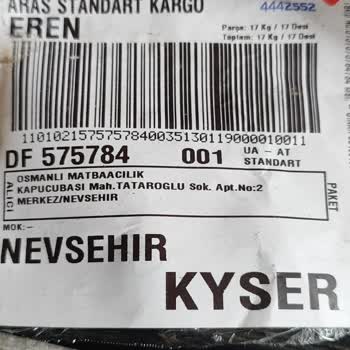 ARAS STANDART KARGO
4442552
EREN
Parça: 17 Kg / 17 Desi
Toplam: 17 Kg / 17 Desi
1101021575757840035130119000010011
DF 575784 001 UA - AT
STANDART
ALICI
OSMANLI MATBAACILIK
KAPUCUBASI Mah.TATAROGLU Sok. Apt.No:2
MERKEZ/NEVSEHIR
PAKET
MOK:-
NEVSEHIR
KYSER